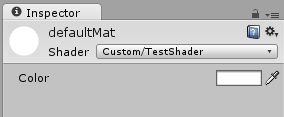 Inspector
defaultMat
Shader Custom/TestShader
Color